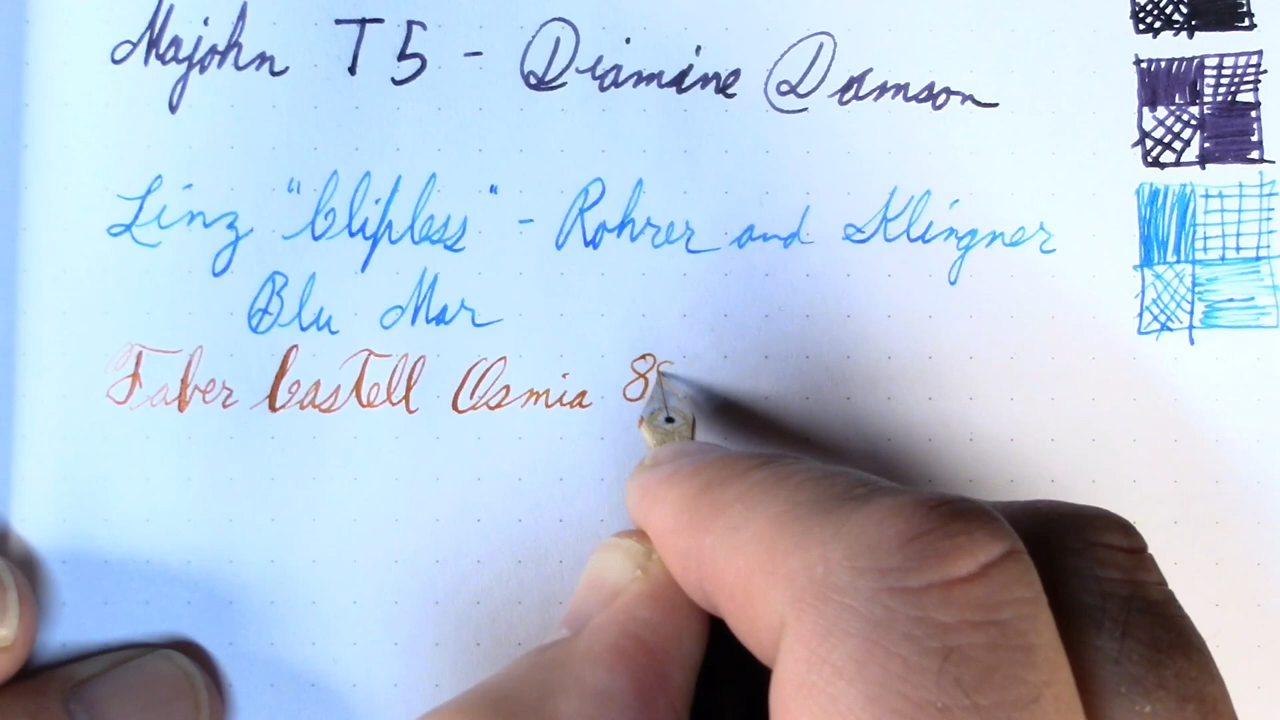 Majohn T5 - Diamine Damson
Linz "Clipless" - Rohrer and Klingner
Blu Mar
Faber Castell Osmia 8